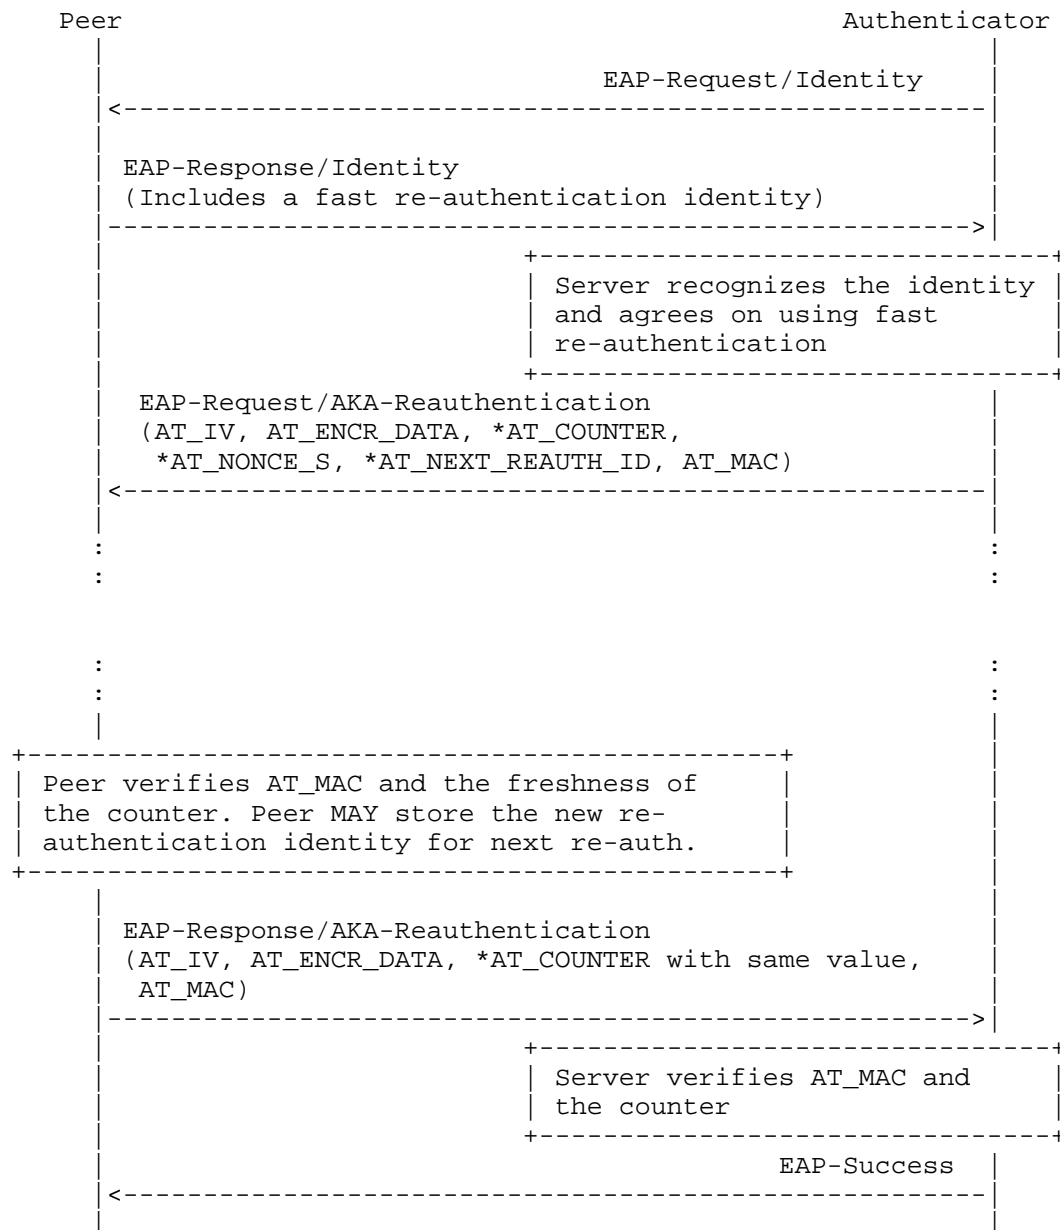 Peer Authenticator
EAP-Request/Identity
EAP-Response/Identity
(Includes a fast re-authentication identity)
Server recognizes the identity
and agrees on using fast
re-authentication
EAP-Request/AKA-Reauthentication
(AT_IV, AT_ENCR_DATA, *AT_COUNTER,
*AT_NONCE_S, *AT_NEXT_REAUTH_ID, AT_MAC)
Peer verifies AT_MAC and the freshness of
the counter. Peer MAY store the new re-
authentication identity for next re-auth.
EAP-Response/AKA-Reauthentication
(AT_IV, AT_ENCR_DATA, *AT_COUNTER with same value,
AT_MAC)
Server verifies AT_MAC and
the counter
EAP-Success